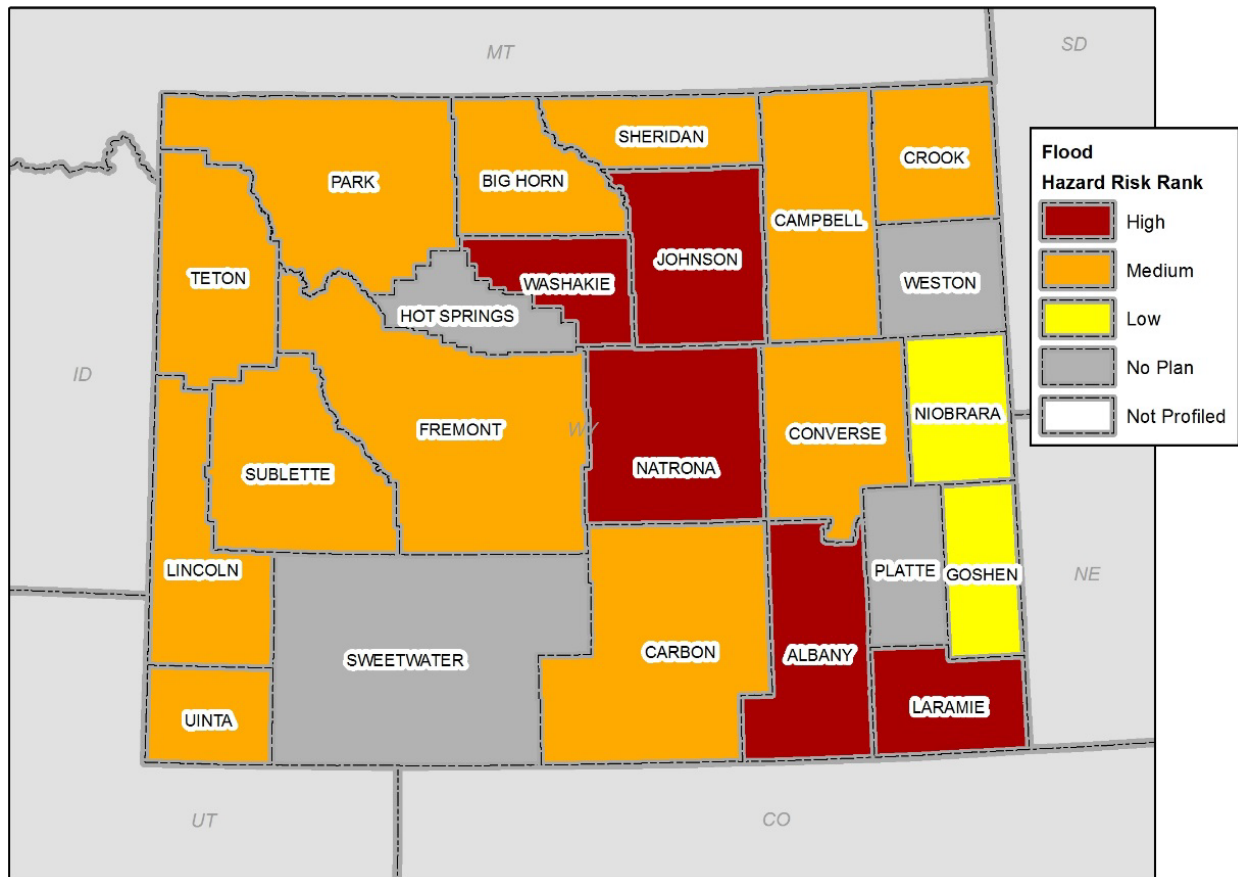 MT
SD
SHERIDAN
CROOK
PARK
BIG HORN
CAMPBELL
JOHNSON
TETON
WASHAKIE
WESTON
HOT SPRINGS
ID
NIOBRARA
FREMONT
WY
CONVERSE
SUBLETTE
NATRONA
LINCOLN
PLATTE
GOSHEN
NE
SWEETWATER
CARBON
ALBANY
UINTA
LARAMIE
UT
CO
Flood
Hazard Risk Rank
High
Medium
Low
No Plan
Not Profiled